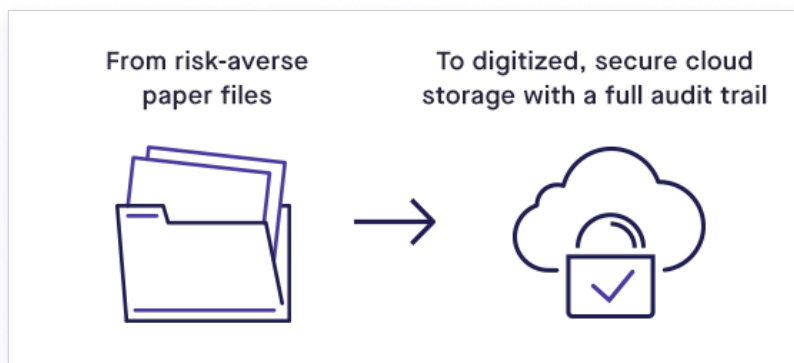 From risk-averse
paper files
To digitized, secure cloud
storage with a full audit trail